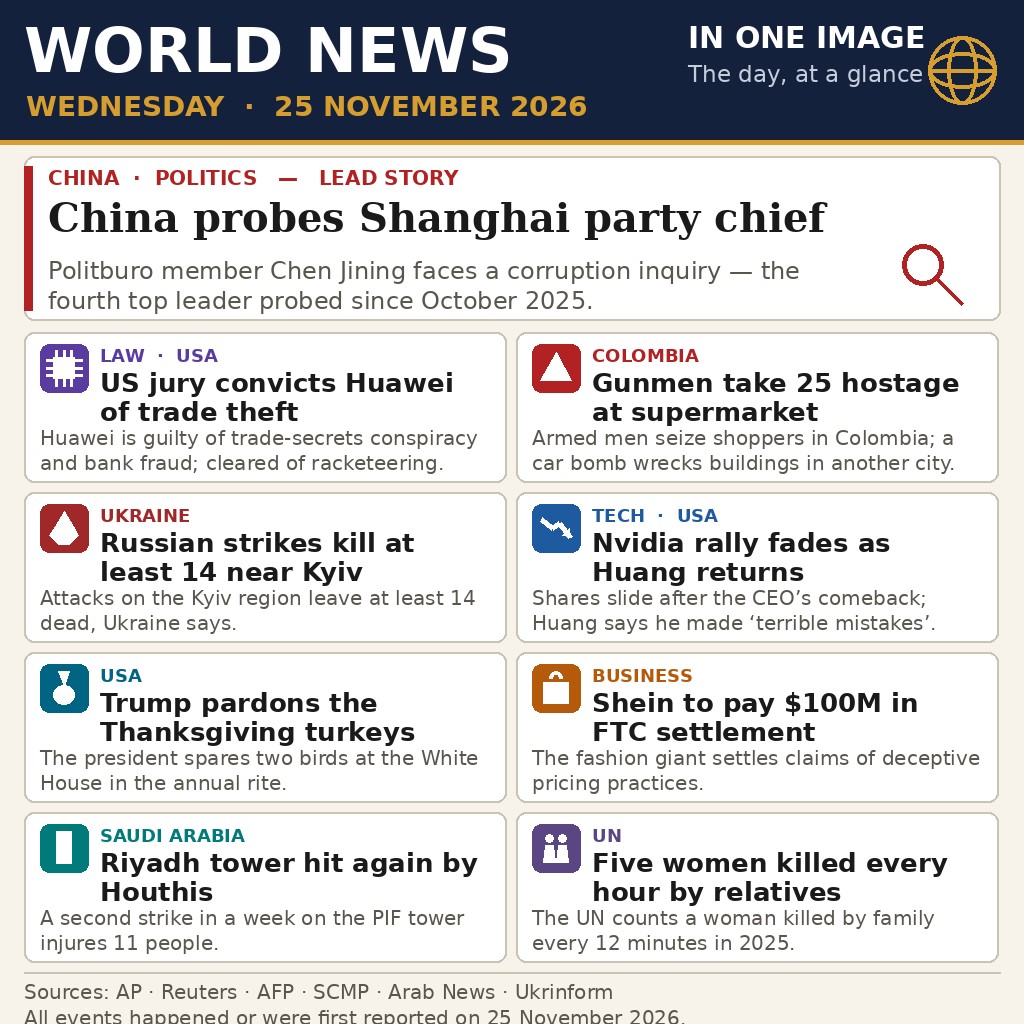 WORLD NEWS
IN ONE IMAGE
The day, at a glance
WEDNESDAY · 25 NOVEMBER 2026
CHINA · POLITICS — LEAD STORY
China probes Shanghai party chief
Politburo member Chen Jining faces a corruption inquiry — the
fourth top leader probed since October 2025.
LAW · USA
US jury convicts Huawei
of trade theft
Huawei is guilty of trade-secrets conspiracy
and bank fraud; cleared of racketeering.
COLOMBIA
Gunmen take 25 hostage
at supermarket
Armed men seize shoppers in Colombia; a
car bomb wrecks buildings in another city.
UKRAINE
Russian strikes kill at
least 14 near Kyiv
Attacks on the Kyiv region leave at least 14
dead, Ukraine says.
TECH · USA
Nvidia rally fades as
Huang returns
Shares slide after the CEO’s comeback;
Huang says he made ‘terrible mistakes’.
USA
Trump pardons the
Thanksgiving turkeys
The president spares two birds at the White
House in the annual rite.
BUSINESS
Shein to pay $100M in
FTC settlement
The fashion giant settles claims of deceptive
pricing practices.
SAUDI ARABIA
Riyadh tower hit again by
Houthis
A second strike in a week on the PIF tower
injures 11 people.
UN
Five women killed every
hour by relatives
The UN counts a woman killed by family
every 12 minutes in 2025.
Sources: AP · Reuters · AFP · SCMP · Arab News · Ukrinform
All events happened or were first reported on 25 November 2026.